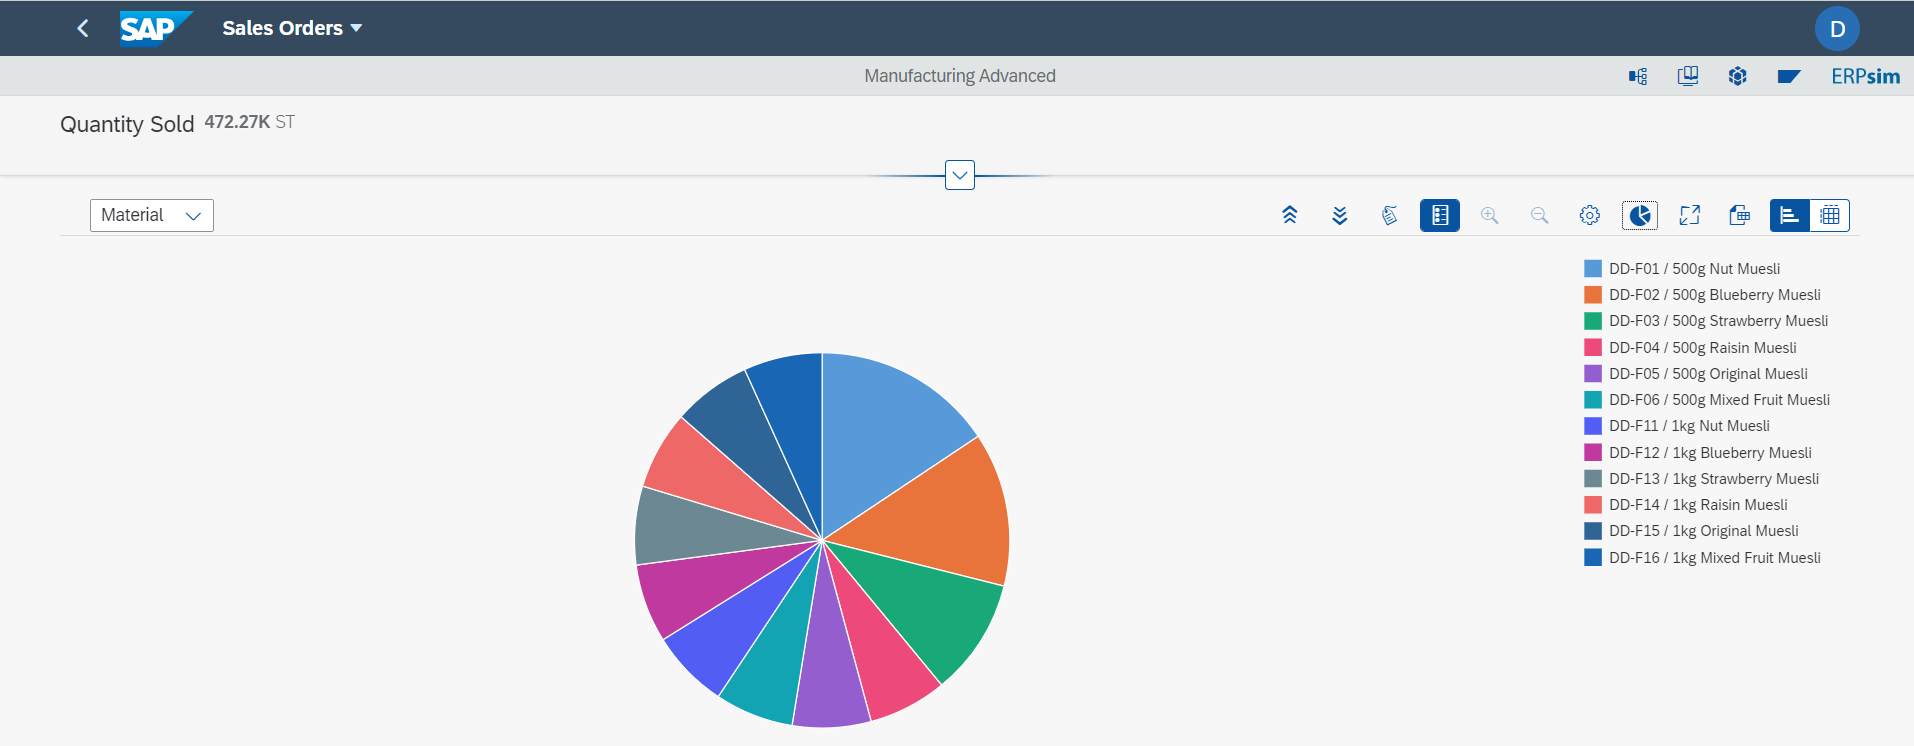 SAP Sales Orders D
Manufacturing Advanced ERPsim
Quantity Sold 472.27K ST
Material
DD-F01 / 500g Nut Muesli
DD-F02 / 500g Blueberry Muesli
DD-F03 / 500g Strawberry Muesli
DD-F04 / 500g Raisin Muesli
DD-F05 / 500g Original Muesli
DD-F06 / 500g Mixed Fruit Muesli
DD-F11 / 1kg Nut Muesli
DD-F12 / 1kg Blueberry Muesli
DD-F13 / 1kg Strawberry Muesli
DD-F14 / 1kg Raisin Muesli
DD-F15 / 1kg Original Muesli
DD-F16 / 1kg Mixed Fruit Muesli